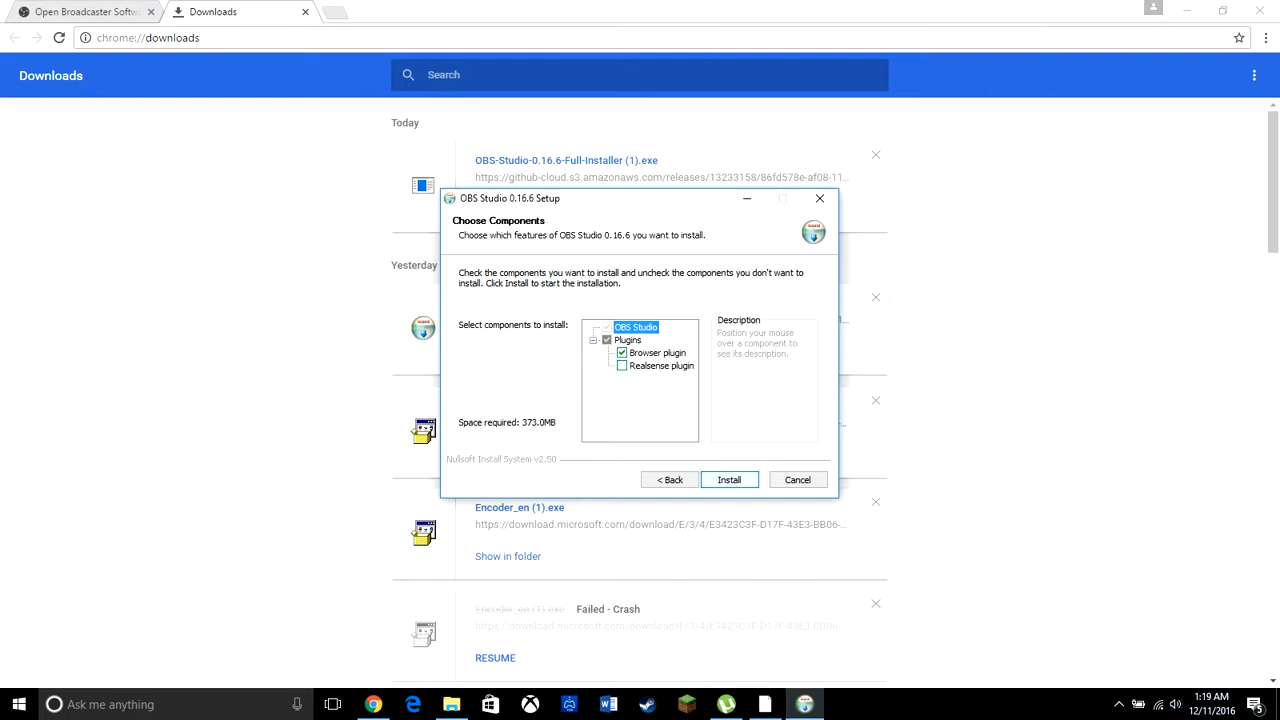 Open Broadcaster Softw
Downloads
chrome://downloads
Downloads
Search
Today
OBS-Studio-0.16.6-Full-Installer (1).exe
https://github-cloud.s3.amazonaws.com/releases/13233158/86fd578e-af08-11...
OBS Studio 0.16.6 Setup
Choose Components
Choose which features of OBS Studio 0.16.6 you want to install.
Yesterday
Check the components you want to install and uncheck the components you don't want to
install. Click Install to start the installation.
Select components to install:
OBS Studio
Plugins
Browser plugin
Realsense plugin
Description
Position your mouse
over a component to
see its description.
Space required: 373.0MB
Nullsoft Install System v2.50
< Back
Install
Cancel
Encoder_en (1).exe
https://download.microsoft.com/download/E/3/4/E3423C3F-D17F-43E3-BB06-...
Show in folder
Encoder_en (1).exe Failed - Crash
https://download.microsoft.com/download/E/3/4/E3423C3F-D17F-43E3-BB06-
RESUME
Ask me anything
1:19 AM
12/11/2016